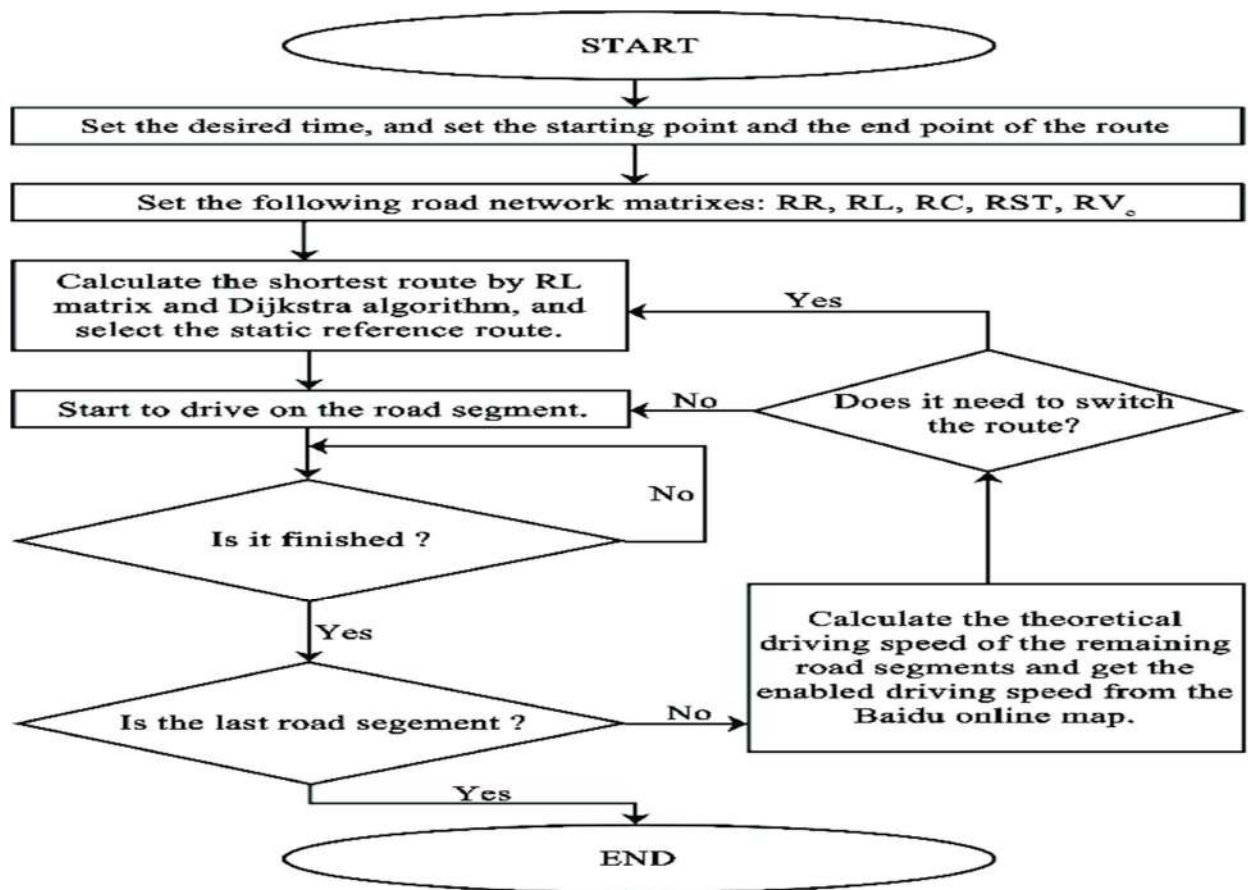 START
Set the desired time, and set the starting point and the end point of the route
Set the following road network matrixes: RR, RL, RC, RST, RVc
Calculate the shortest route by RL
matrix and Dijkstra algorithm, and
select the static reference route.
Yes
Start to drive on the road segment.
No
Does it need to switch
the route?
No
Is it finished ?
Yes
Calculate the theoretical
driving speed of the remaining
road segments and get the
enabled driving speed from the
Baidu online map.
Is the last road segement ?
No
Yes
END